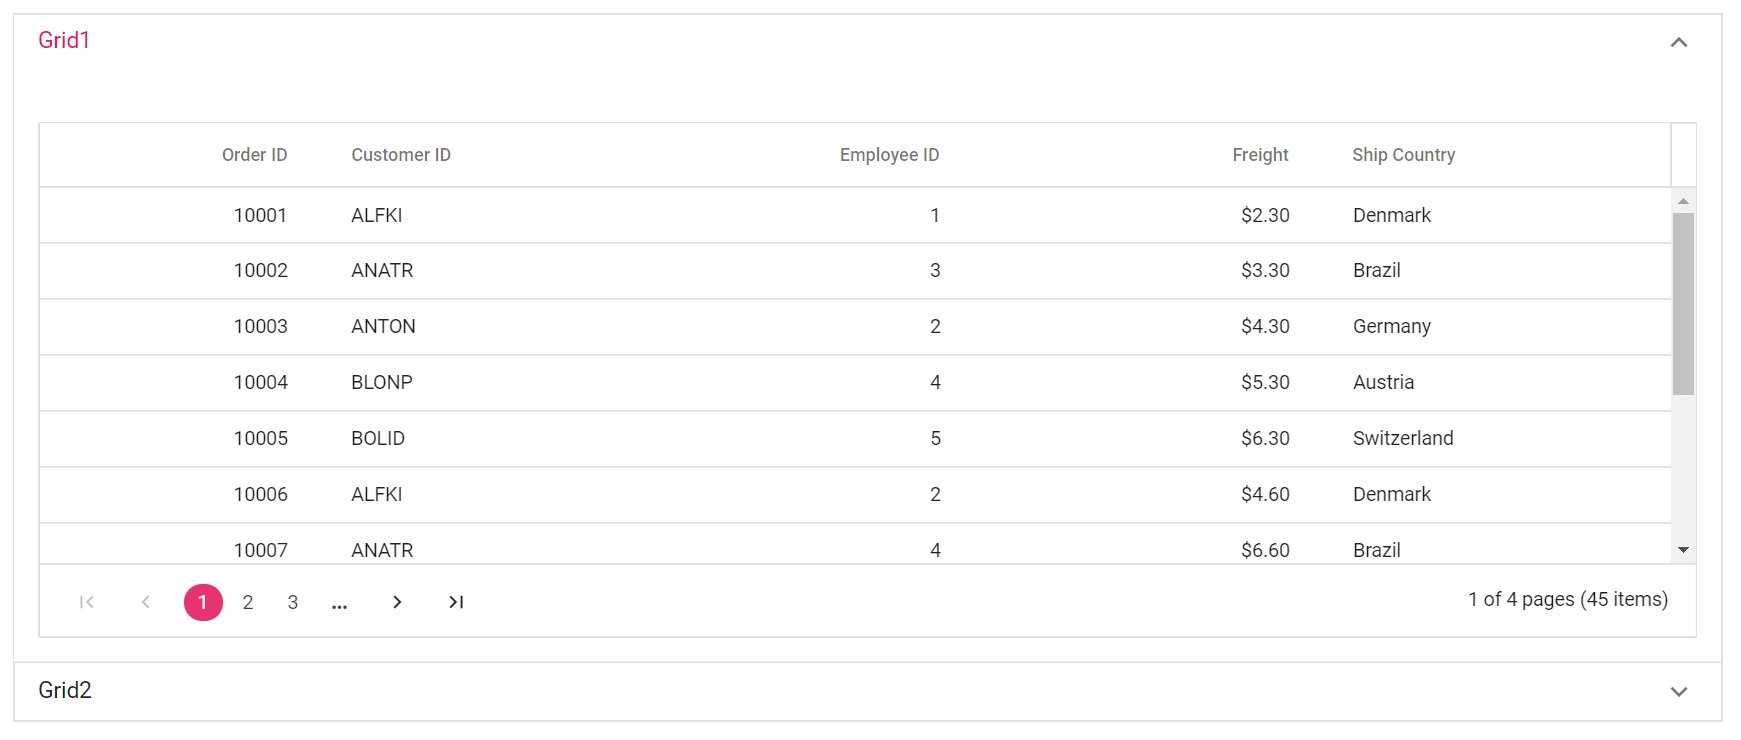 Grid1
Order ID Customer ID Employee ID Freight Ship Country
10001 ALFKI 1 $2.30 Denmark
10002 ANATR 3 $3.30 Brazil
10003 ANTON 2 $4.30 Germany
10004 BLONP 4 $5.30 Austria
10005 BOLID 5 $6.30 Switzerland
10006 ALFKI 2 $4.60 Denmark
10007 ANATR 4 $6.60 Brazil
1 2 3 ... 1 of 4 pages (45 items)
Grid2